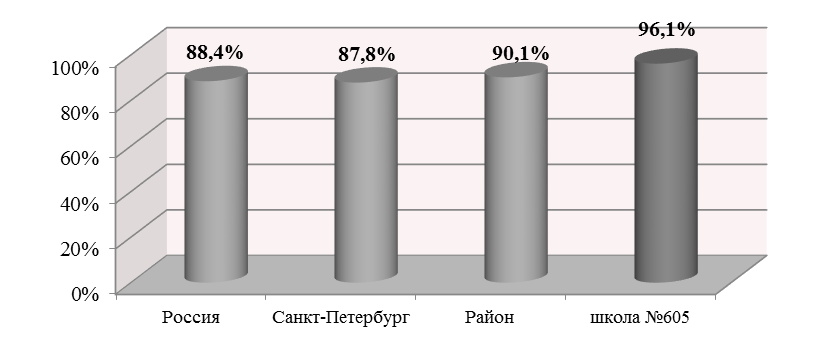 96,1%
88,4%
87,8%
90,1%
100%
80%
60%
40%
20%
0%
Россия
Санкт-Петербург
Район
школа №605